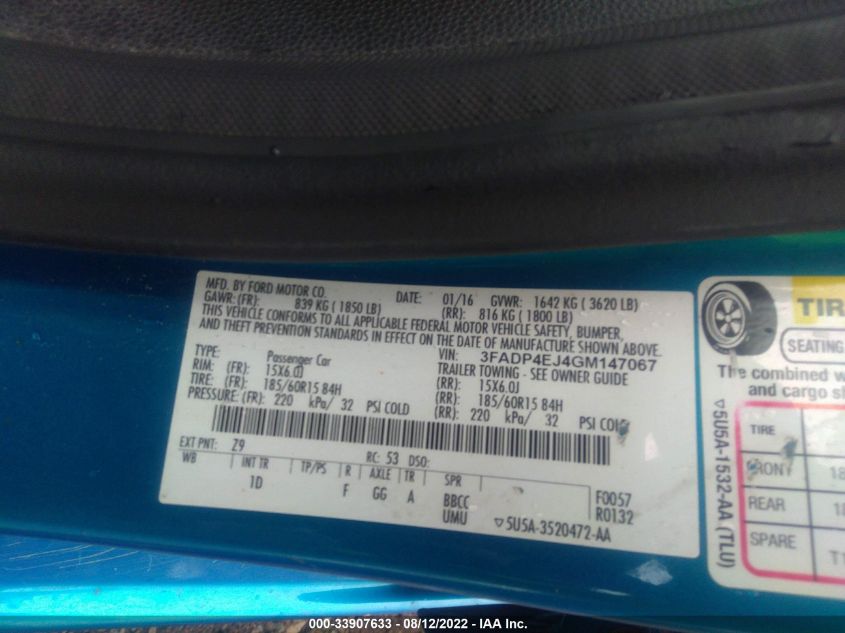 MFD. BY FORD MOTOR CO.
DATE: 01/16 GVWR: 1642 KG ( 3620 LB)
GAWR: (FR): 839 KG ( 1850 LB) (RR): 816 KG ( 1800 LB)
THIS VEHICLE CONFORMS TO ALL APPLICABLE FEDERAL MOTOR VEHICLE SAFETY, BUMPER,
AND THEFT PREVENTION STANDARDS IN EFFECT ON THE DATE OF MANUFACTURE SHOWN ABOVE.
VIN: 3FADP4EJ4GM147067
TYPE: Passenger Car TRAILER TOWING - SEE OWNER GUIDE
RIM: (FR): 15X6.0J (RR): 15X6.0J
TIRE: (FR): 185/60R15 84H (RR): 185/60R15 84H
PRESSURE: (FR): 220 kPa/ 32 PSI COLD (RR): 220 kPa/ 32 PSI COLD
EXT PNT: Z9 RC: 53 DSO:
WB INT TR TP/PS R AXLE TR SPR
1D F GG A BBCC F0057
UMU R0132
▽5U5A-3520472-AA
TIR
SEATING
The combined w
and cargo sh
▽5U5A-1532-AA (TLU)
TIRE
FRONT 18
REAR 18
SPARE T1
000-33907633 - 08/12/2022 - IAA Inc.